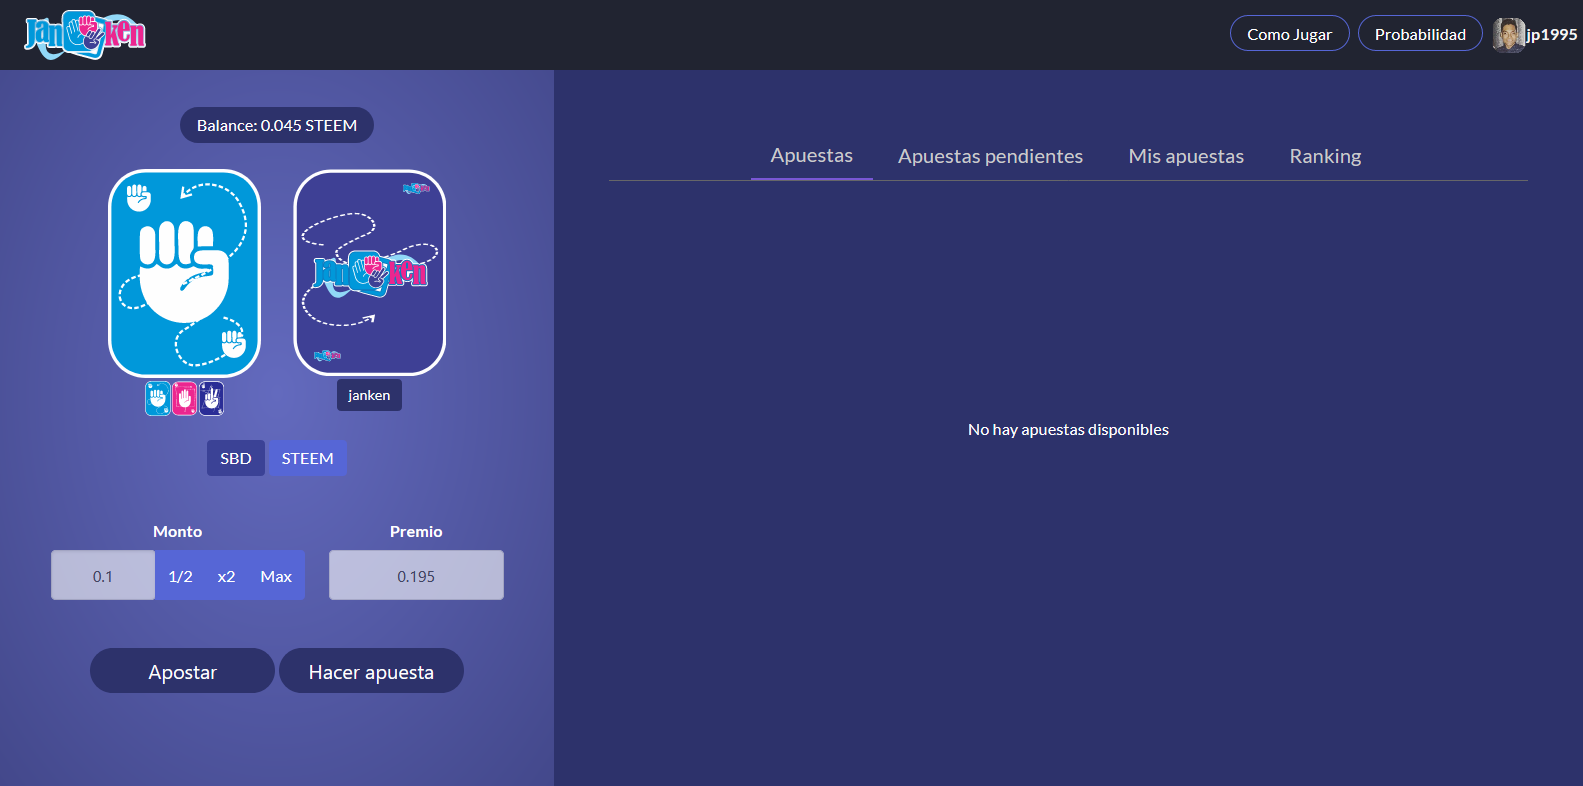 Janken
Como Jugar
Probabilidad
jp1995
Balance: 0.045 STEEM
Janken
janken
SBD
STEEM
Monto
Premio
0.1
1/2
x2
Max
0.195
Apostar
Hacer apuesta
Apuestas
Apuestas pendientes
Mis apuestas
Ranking
No hay apuestas disponibles